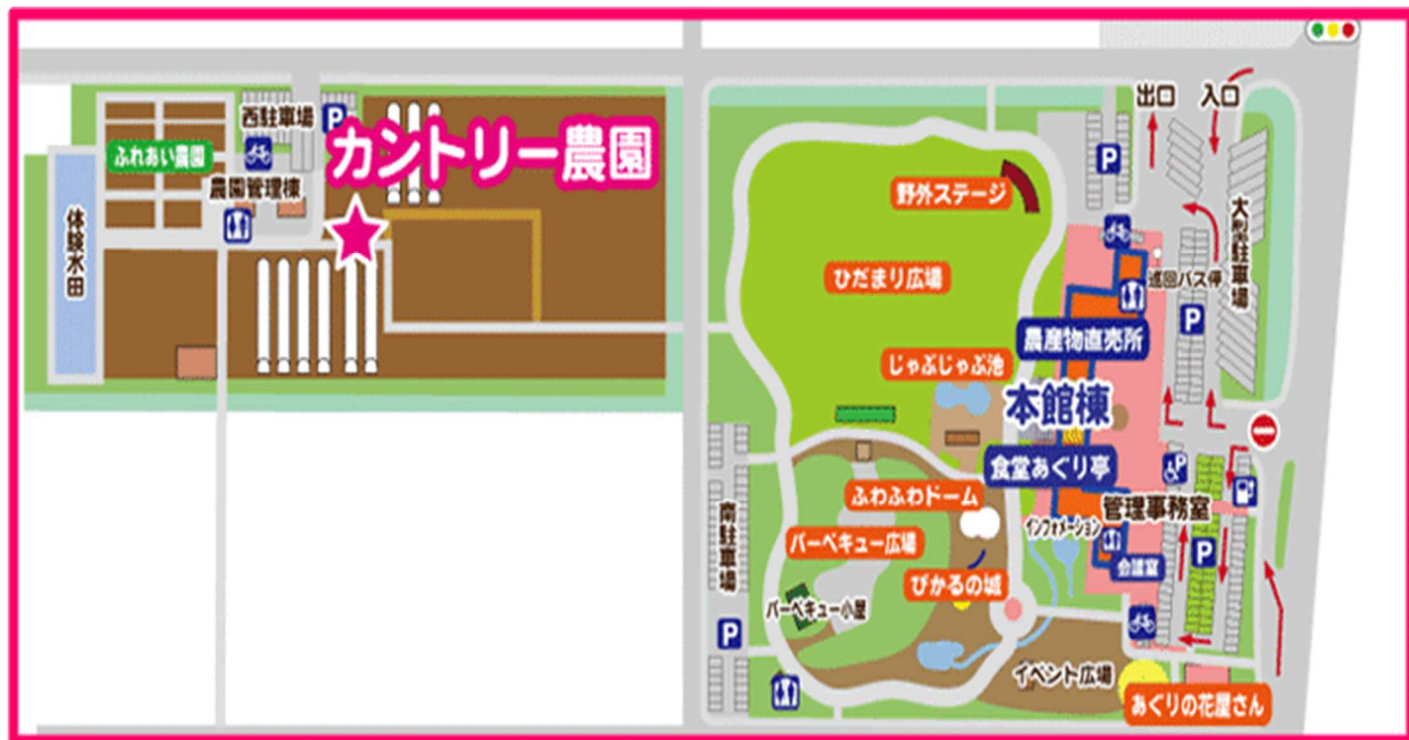 出口
入口
西駐車場
P
カントリー農園
ふれあい農園
農園管理棟
体験水田
P
野外ステージ
ひだまり広場
大型駐車場
巡回バス停
P
農産物直売所
じゃぶじゃぶ池
本館棟
食堂あぐり亭
P
ふわふわドーム
管理事務室
インフォメーション
南駐車場
バーベキュー広場
P
会議室
ぴかるの城
バーベキュー小屋
P
イベント広場
あぐりの花屋さん